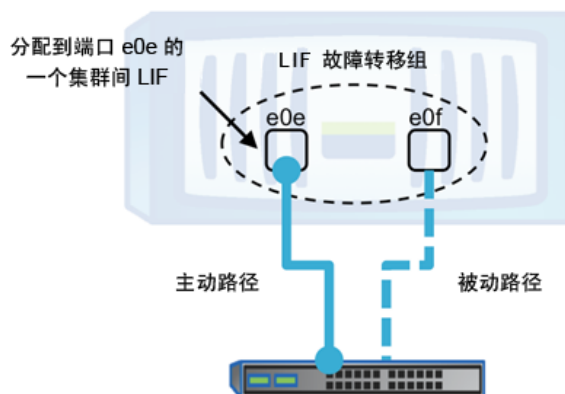 分配到端口 e0e 的
一个集群间 LIF
LIF 故障转移组
e0e
e0f
主动路径
被动路径